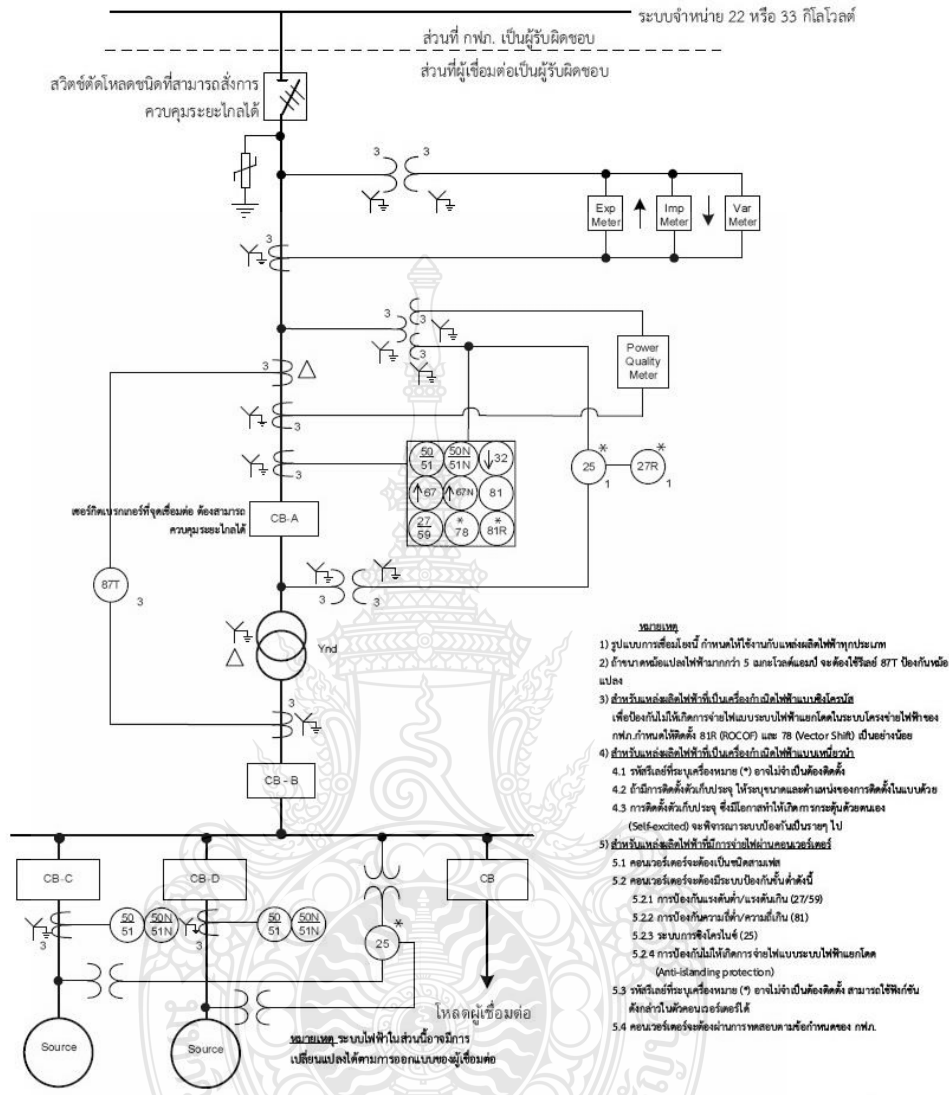 ระบบจำหน่าย 22 หรือ 33 กิโลโวลต์
ส่วนที่ กฟภ. เป็นผู้รับผิดชอบ
ส่วนที่ผู้เชื่อมต่อเป็นผู้รับผิดชอบ
สวิตช์ตัดโหลดชนิดที่สามารถสั่งการ
ควบคุมระยะไกลได้
3
3
Exp
Meter
Imp
Meter
Var
Meter
3
3
3
3
Power
Quality
Meter
3
3
3
50
51
50N
51N
32
67
67N
81
27
59
*
78
*
81R
25
*
1
27R
*
1
เซอร์กิตเบรกเกอร์ที่จุดเชื่อมต่อ ต้องสามารถ
ควบคุมระยะไกลได้
CB-A
87T
3
3
3
Ynd
3
CB - B
CB-C
CB-D
CB
50
51
50N
51N
50
51
50N
51N
3
3
25
*
Source
Source
โหลดผู้เชื่อมต่อ
หมายเหตุ ระบบไฟฟ้าในส่วนนี้อาจมีการ
เปลี่ยนแปลงได้ตามการออกแบบของผู้เชื่อมต่อ
หมายเหตุ
1) รูปแบบการเชื่อมโยงนี้ กำหนดให้ใช้งานกับแหล่งผลิตไฟฟ้าทุกประเภท
2) ถ้าขนาดหม้อแปลงไฟฟ้ามากกว่า 5 เมกะโวลต์แอมป์ จะต้องใช้รีเลย์ 87T ป้องกันหม้อ
แปลง
3) สำหรับแหล่งผลิตไฟฟ้าที่เป็นเครื่องกำเนิดไฟฟ้าแบบซิงโครนัส
เพื่อป้องกันไม่ให้เกิดการจ่ายไฟแบบระบบไฟฟ้าแยกโดดในระบบโครงข่ายไฟฟ้าของ
กฟภ.กำหนดให้ติดตั้ง 81R (ROCOF) และ 78 (Vector Shift) เป็นอย่างน้อย
4) สำหรับแหล่งผลิตไฟฟ้าที่เป็นเครื่องกำเนิดไฟฟ้าแบบเหนี่ยวนำ
4.1 รหัสรีเลย์ที่ระบุเครื่องหมาย (*) อาจไม่จำเป็นต้องติดตั้ง
4.2 ถ้ามีการติดตั้งตัวเก็บประจุ ให้ระบุขนาดและตำแหน่งของการติดตั้งในแบบด้วย
4.3 การติดตั้งตัวเก็บประจุ ซึ่งมีโอกาสทำให้เกิดการกระตุ้นด้วยตนเอง
(Self-excited) จะพิจารณาระบบป้องกันเป็นรายๆ ไป
5) สำหรับแหล่งผลิตไฟฟ้าที่มีการจ่ายไฟผ่านคอนเวอร์เตอร์
5.1 คอนเวอร์เตอร์จะต้องเป็นชนิดสามเฟส
5.2 คอนเวอร์เตอร์จะต้องมีระบบป้องกันขั้นต่ำดังนี้
5.2.1 การป้องกันแรงดันต่ำ/แรงดันเกิน (27/59)
5.2.2 การป้องกันความถี่ต่ำ/ความถี่เกิน (81)
5.2.3 ระบบการซิงโครไนซ์ (25)
5.2.4 การป้องกันไม่ให้เกิดการจ่ายไฟแบบระบบไฟฟ้าแยกโดด
(Anti-islanding protection)
5.3 รหัสรีเลย์ที่ระบุเครื่องหมาย (*) อาจไม่จำเป็นต้องติดตั้ง สามารถใช้ฟังก์ชัน
ดังกล่าวในตัวคอนเวอร์เตอร์ได้
5.4 คอนเวอร์เตอร์จะต้องผ่านการทดสอบตามข้อกำหนดของ กฟภ.